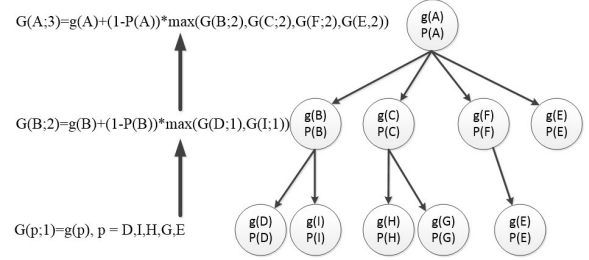 G(A;3)=g(A)+(1-P(A))*max(G(B;2),G(C;2),G(F;2),G(E,2))
g(A)
P(A)
G(B;2)=g(B)+(1-P(B))*max(G(D;1),G(I;1))
g(B)
P(B)
g(C)
P(C)
g(F)
P(F)
g(E)
P(E)
G(p;1)=g(p), p = D,I,H,G,E
g(D)
P(D)
g(I)
P(I)
g(H)
P(H)
g(G)
P(G)
g(E)
P(E)